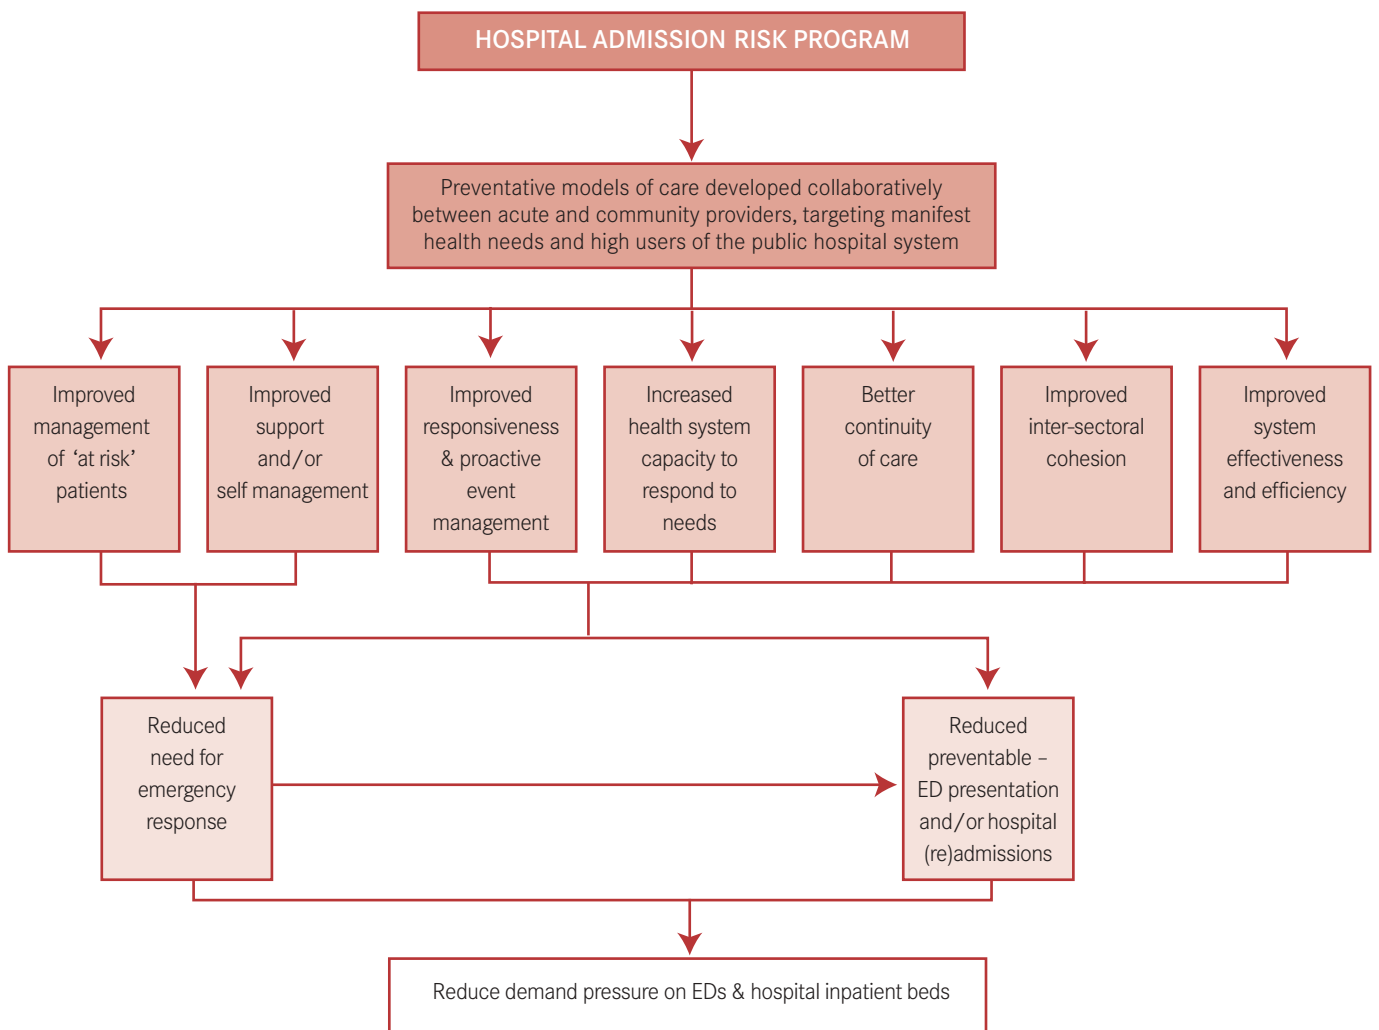 HOSPITAL ADMISSION RISK PROGRAM
Preventative models of care developed collaboratively
between acute and community providers, targeting manifest
health needs and high users of the public hospital system
Improved
management
of ‘at risk’
patients
Improved
support
and/or
self management
Improved
responsiveness
& proactive
event
management
Increased
health system
capacity to
respond to
needs
Better
continuity
of care
Improved
inter-sectoral
cohesion
Improved
system
effectiveness
and efficiency
Reduced
need for
emergency
response
Reduced
preventable –
ED presentation
and/or hospital
(re)admissions
Reduce demand pressure on EDs & hospital inpatient beds